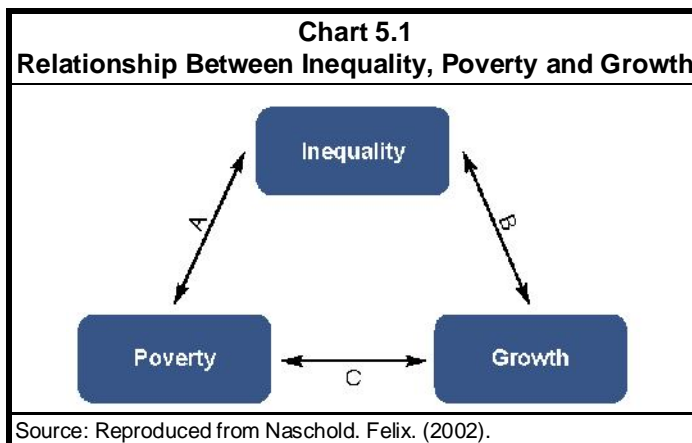 Chart 5.1
Relationship Between Inequality, Poverty and Growth
Inequality
A
B
Poverty
C
Growth
Source: Reproduced from Naschold. Felix. (2002).